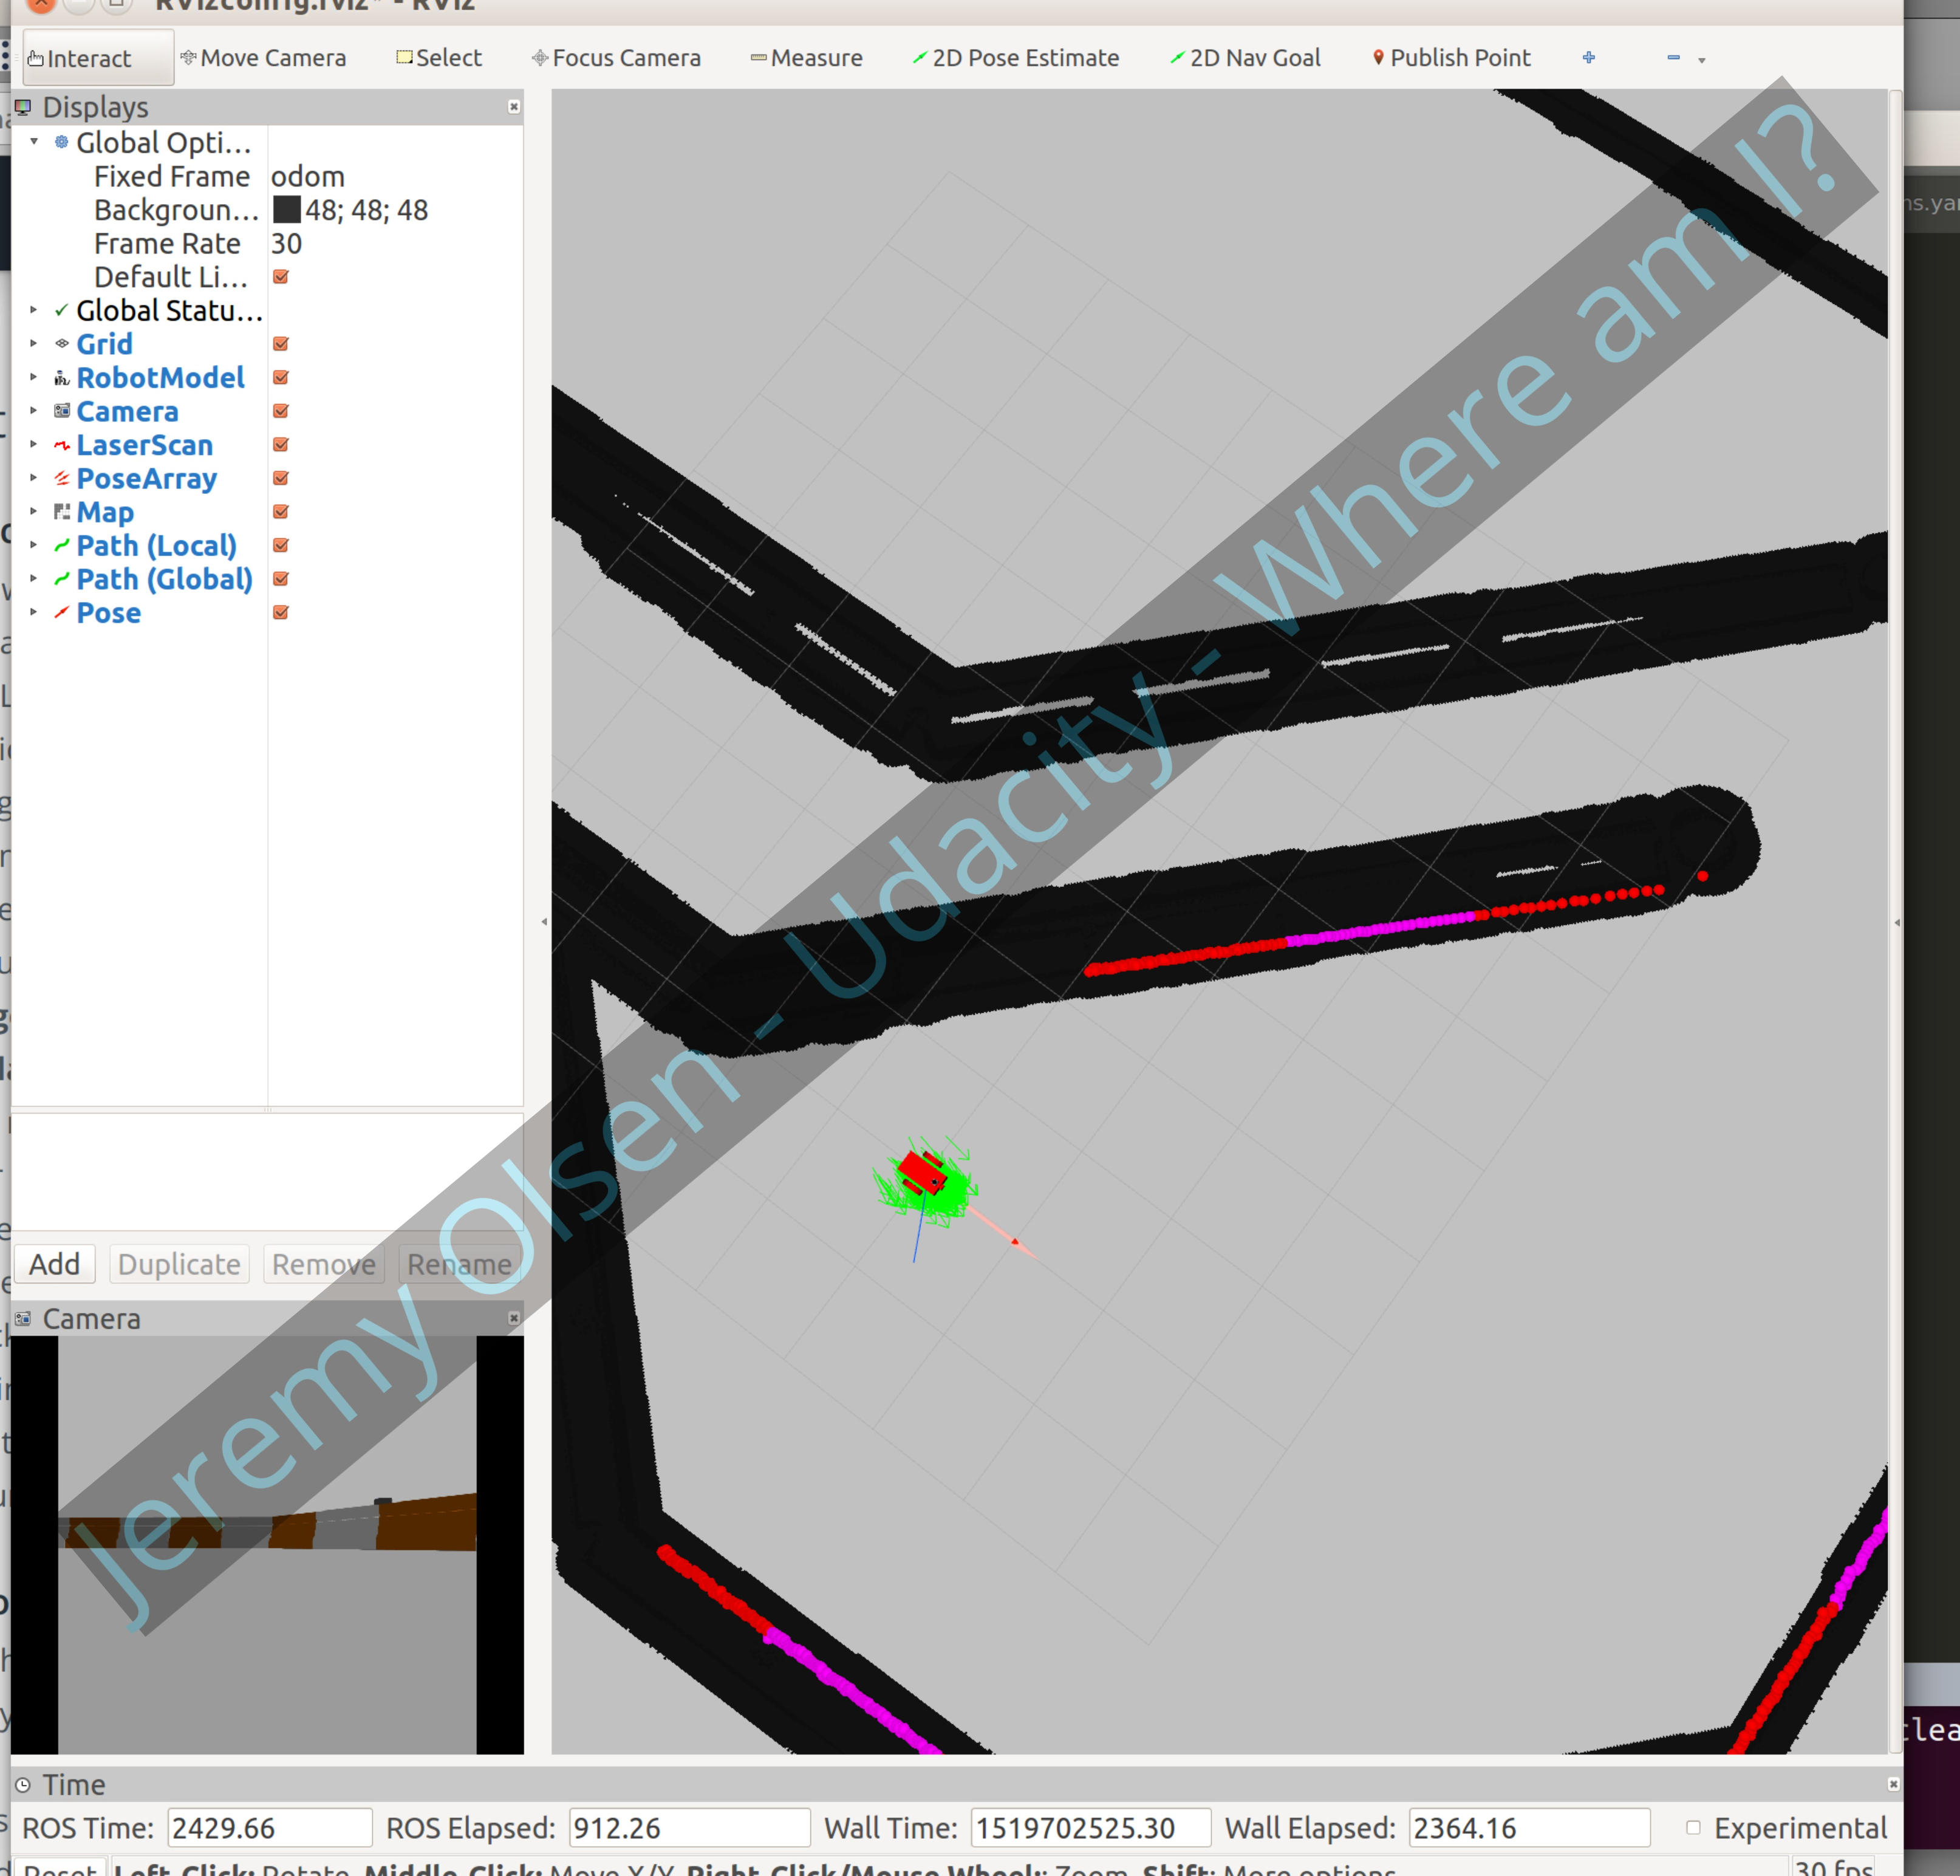 RVizconfig.rviz* - RViz
Interact Move Camera Select Focus Camera Measure 2D Pose Estimate 2D Nav Goal Publish Point
Displays
Global Opti...
Fixed Frame odom
Backgroun... 48; 48; 48
Frame Rate 30
Default Li...
Global Statu...
Grid
RobotModel
Camera
LaserScan
PoseArray
Map
Path (Local)
Path (Global)
Pose
Add Duplicate Remove Rename
Camera
Jeremy Olsen - Udacity - Where am I?
Time
ROS Time: 2429.66 ROS Elapsed: 912.26 Wall Time: 1519702525.30 Wall Elapsed: 2364.16 Experimental
Reset Left-Click: Rotate. Middle-Click: Move X/Y. Right-Click/Mouse Wheel:: Zoom. Shift: More options. 30 fps